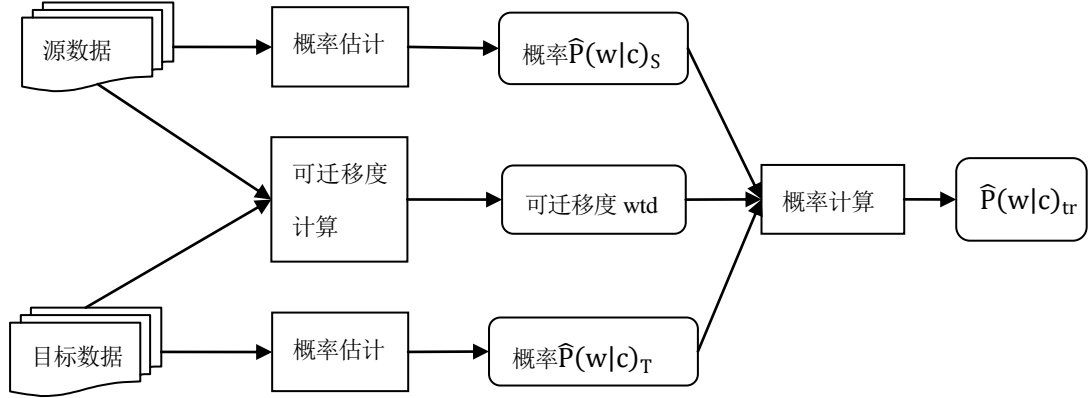 源数据
概率估计
概率P̂(w|c)S
可迁移度
计算
可迁移度 wtd
概率计算
P̂(w|c)tr
目标数据
概率估计
概率P̂(w|c)T